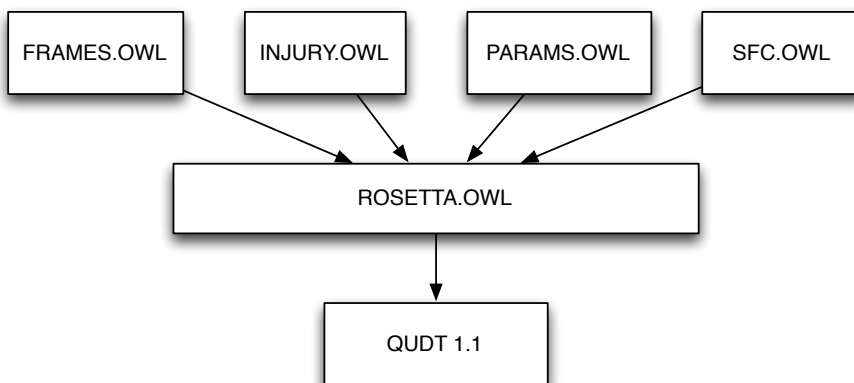 FRAMES.OWL
INJURY.OWL
PARAMS.OWL
SFC.OWL
ROSETTA.OWL
QUDT 1.1